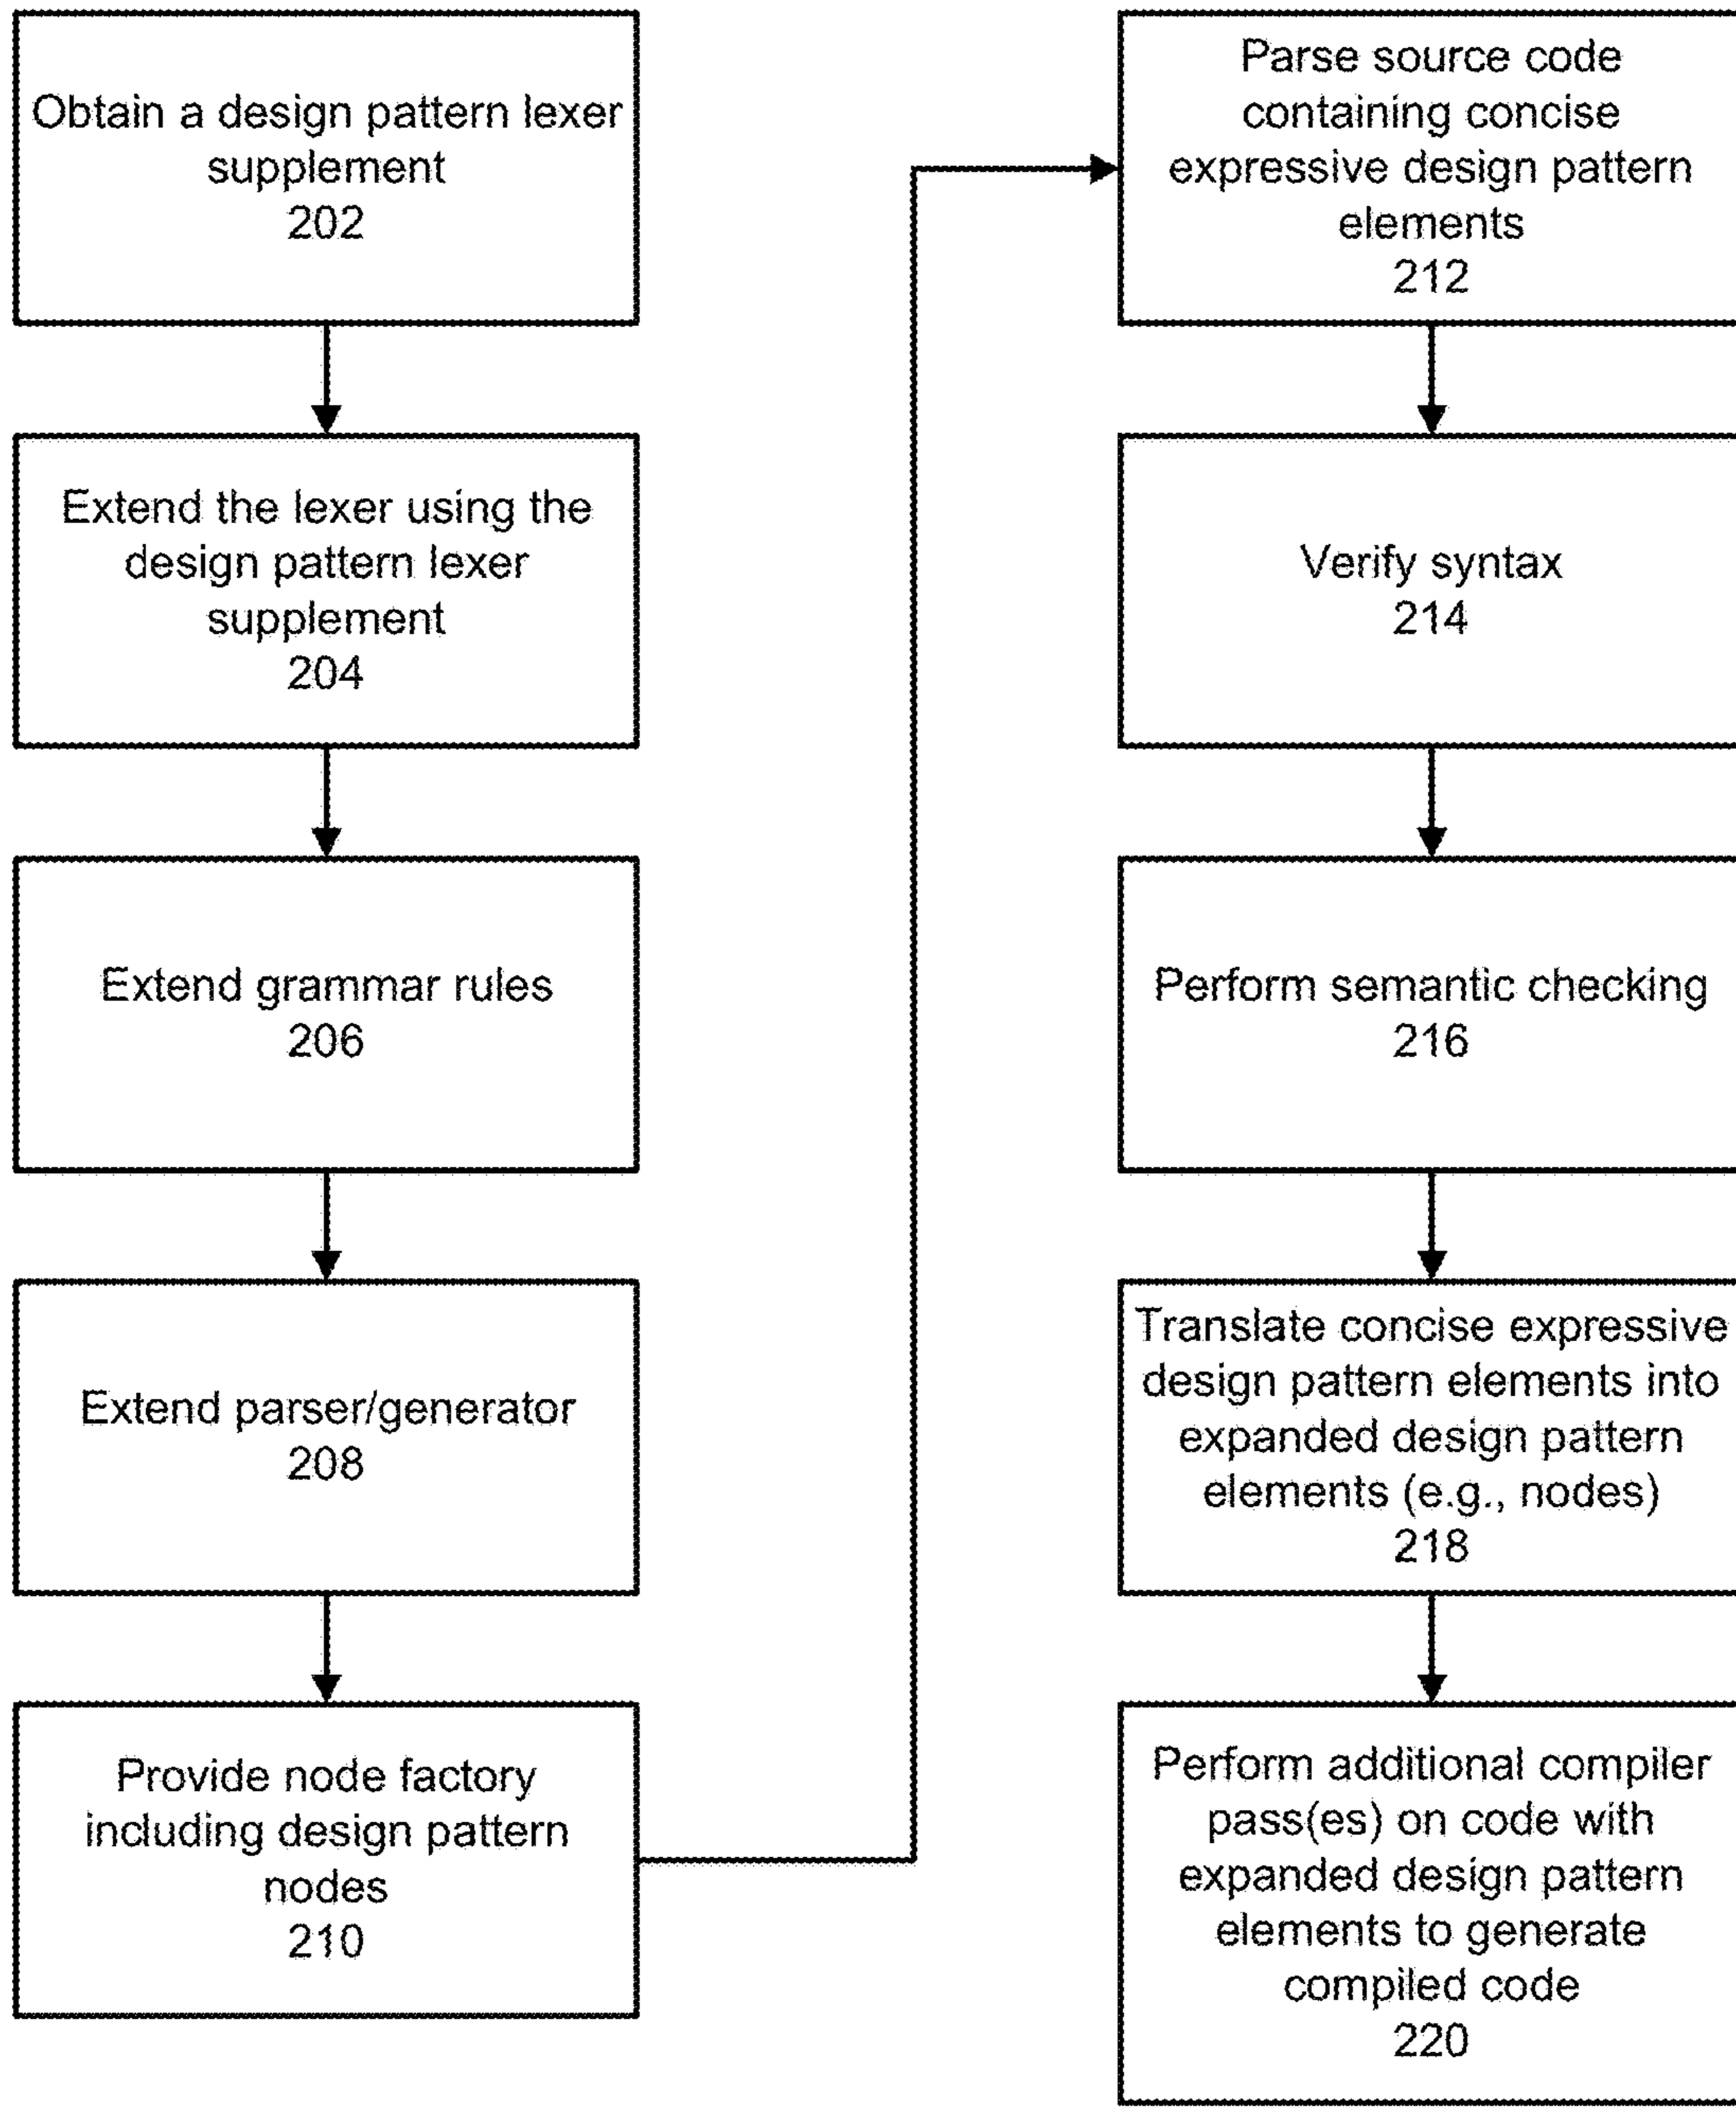 Obtain a design pattern lexer
supplement
202
Extend the lexer using the
design pattern lexer
supplement
204
Extend grammar rules
206
Extend parser/generator
208
Provide node factory
including design pattern
nodes
210
Parse source code
containing concise
expressive design pattern
elements
212
Verify syntax
214
Perform semantic checking
216
Translate concise expressive
design pattern elements into
expanded design pattern
elements (e.g., nodes)
218
Perform additional compiler
pass(es) on code with
expanded design pattern
elements to generate
compiled code
220